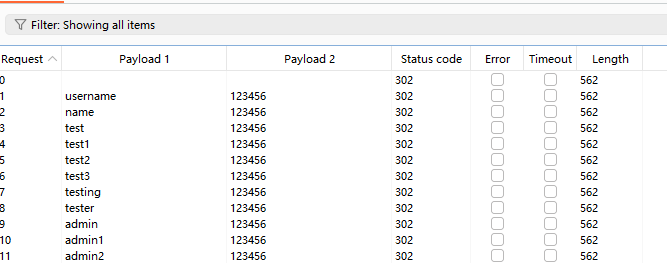 Filter: Showing all items
Request Payload 1 Payload 2 Status code Error Timeout Length
0 302 562
1 username 123456 302 562
2 name 123456 302 562
3 test 123456 302 562
4 test1 123456 302 562
5 test2 123456 302 562
6 test3 123456 302 562
7 testing 123456 302 562
8 tester 123456 302 562
9 admin 123456 302 562
10 admin1 123456 302 562
11 admin2 123456 302 562